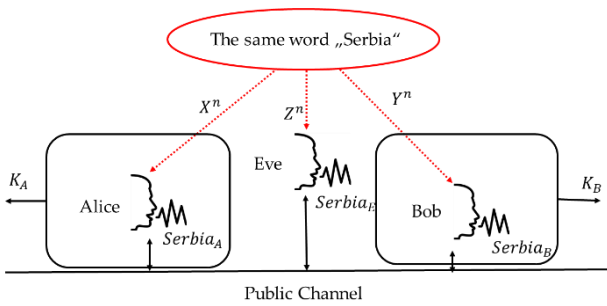 The same word „Serbia“
X^n
Z^n
Y^n
K_A
Alice
Serbia_A
Eve
Serbia_E
Bob
Serbia_B
K_B
Public Channel